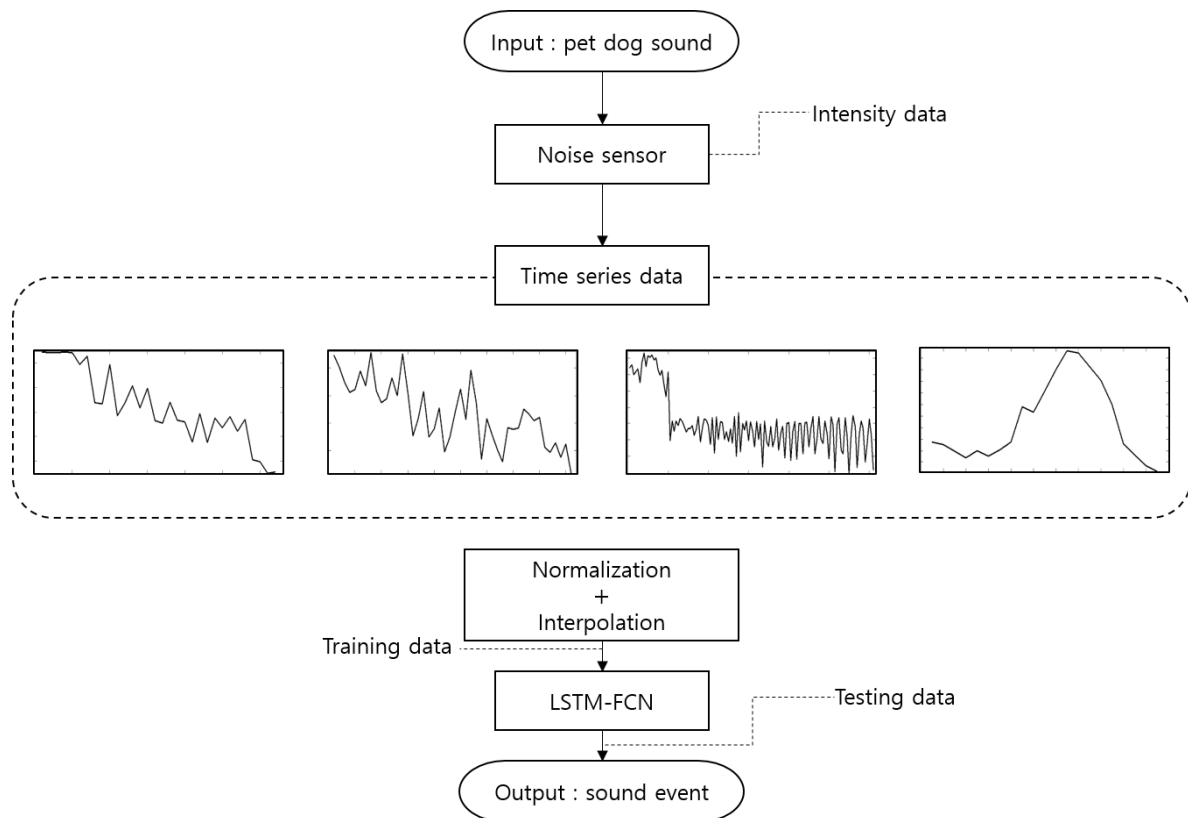 Input : pet dog sound
Intensity data
Noise sensor
Time series data
Normalization
+
Interpolation
Training data
LSTM-FCN
Testing data
Output : sound event